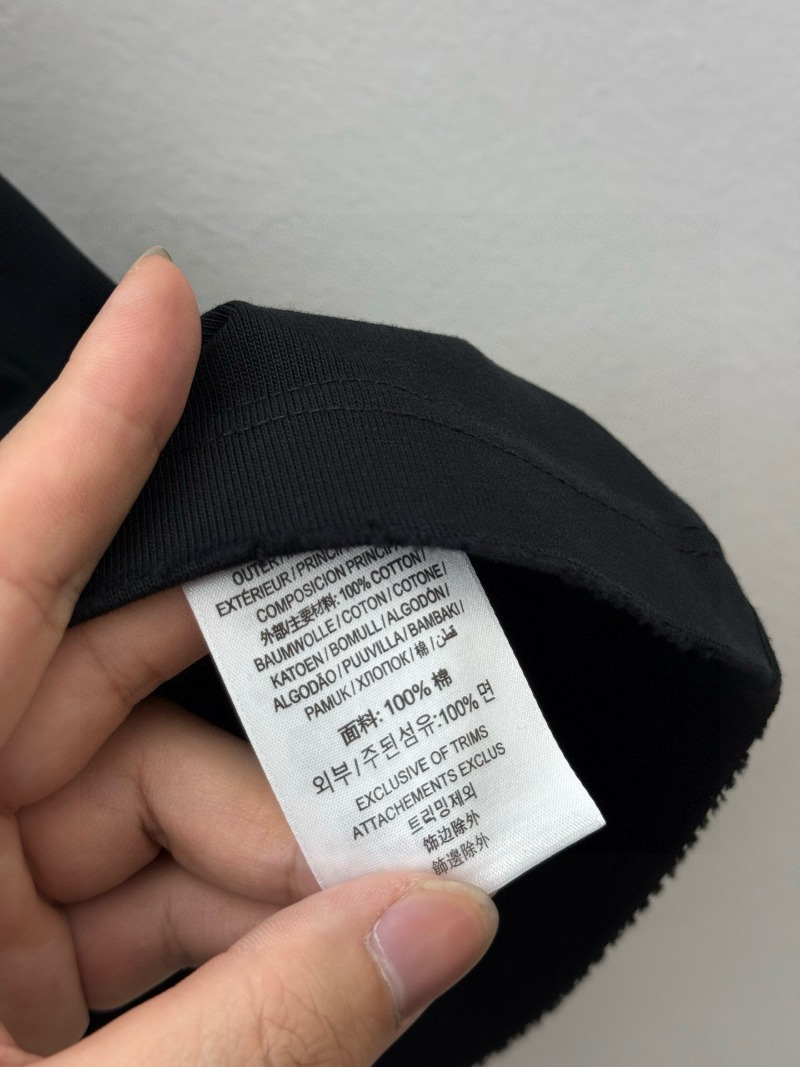 EXTÉRIEUR/PRINCI
COMPOSICION PRINCIPA
外部/主要材料: 100% COTTON/
BAUMWOLLE/COTON/COTONE/
KATOEN/BOMULL/ALGODÓN/
ALGODÃO/PUUVILLA/BAMBAKI/
PAMUK/ХЛОПОК/棉/قطن
面料: 100% 棉
외부/주된섬유:100% 면
EXCLUSIVE OF TRIMS
ATTACHEMENTS EXCLUS
트리밍제외
饰边除外
飾邊除外